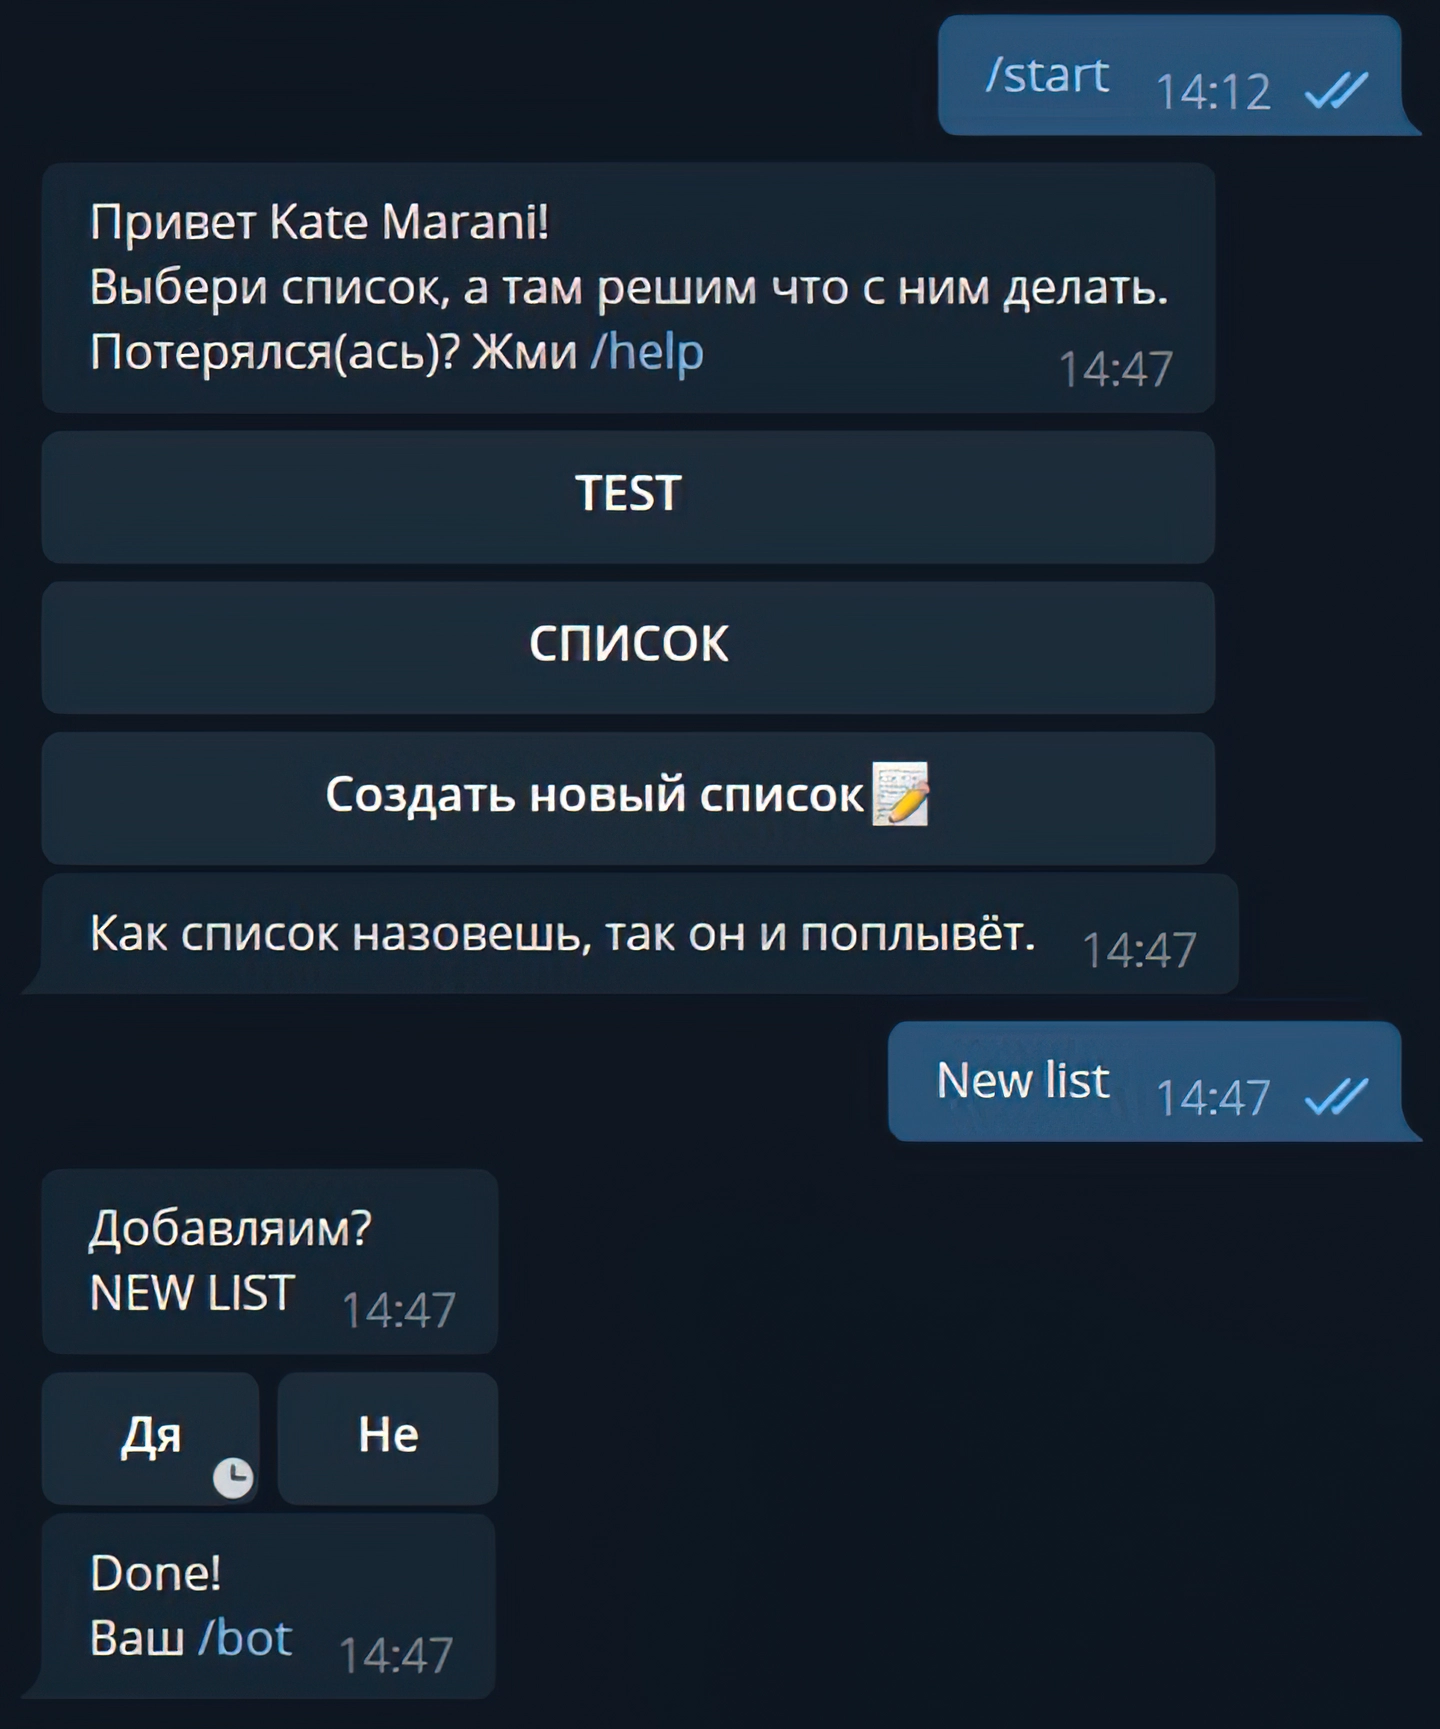 /start 14:12
Привет Kate Marani!
Выбери список, а там решим что с ним делать.
Потерялся(ась)? Жми /help 14:47
TEST
СПИСОК
Создать новый список
Как список назовешь, так он и поплывёт. 14:47
New list 14:47
Добавляим?
NEW LIST 14:47
Дя
Не
Done!
Ваш /bot 14:47